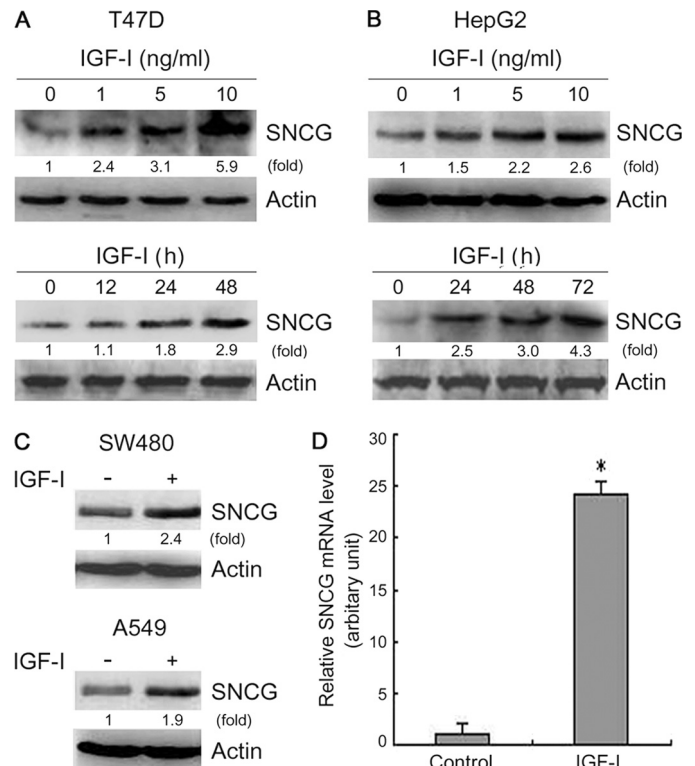 A
T47D
IGF-I (ng/ml)
0 1 5 10
SNCG
1 2.4 3.1 5.9 (fold)
Actin
IGF-I (h)
0 12 24 48
SNCG
1 1.1 1.8 2.9 (fold)
Actin
B
HepG2
IGF-I (ng/ml)
0 1 5 10
SNCG
1 1.5 2.2 2.6 (fold)
Actin
IGF-I (h)
0 24 48 72
SNCG
1 2.5 3.0 4.3 (fold)
Actin
C
SW480
IGF-I - +
SNCG
1 2.4 (fold)
Actin
A549
IGF-I - +
SNCG
1 1.9 (fold)
Actin
D
Relative SNCG mRNA level
(arbitary unit)
30
25
20
15
10
5
0
*
Control IGF-I